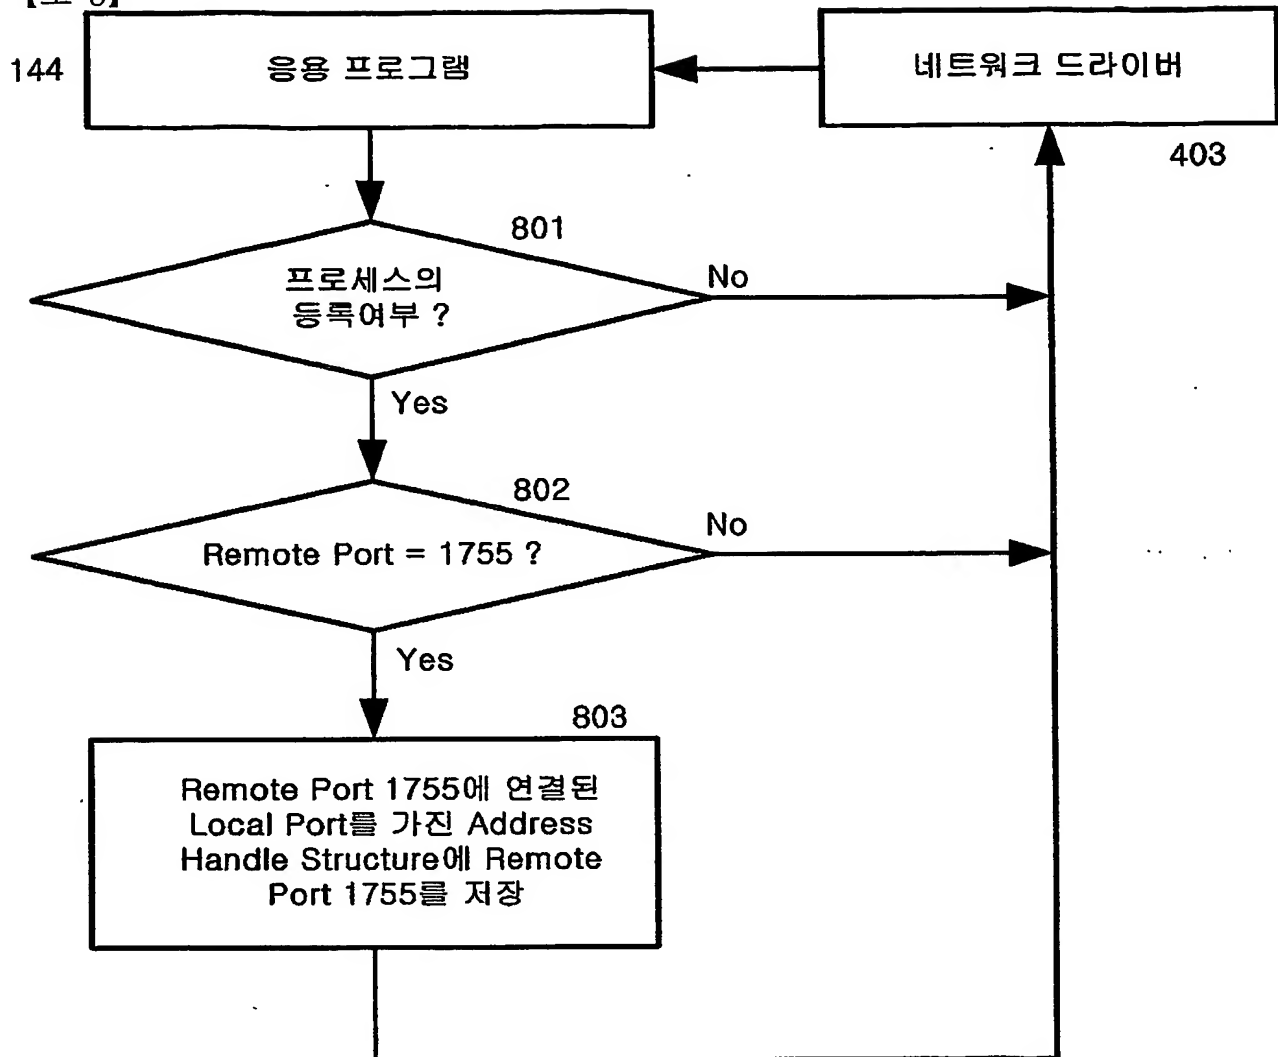 144
응용 프로그램
네트워크 드라이버
403
801
프로세스의
등록여부 ?
No
Yes
802
Remote Port = 1755 ?
No
Yes
803
Remote Port 1755에 연결된
Local Port를 가진 Address
Handle Structure에 Remote
Port 1755를 저장